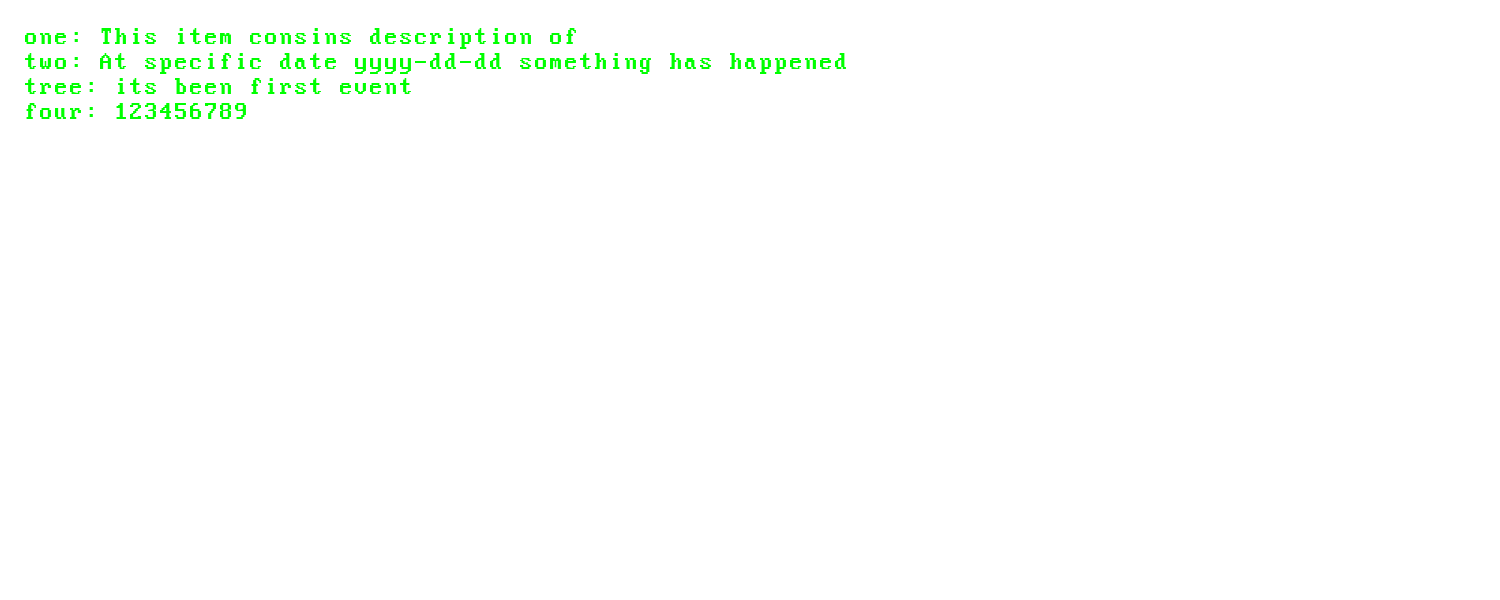 one: This item consins description of
two: At specific date yyyy-dd-dd something has happened
tree: its been first event
four: 123456789